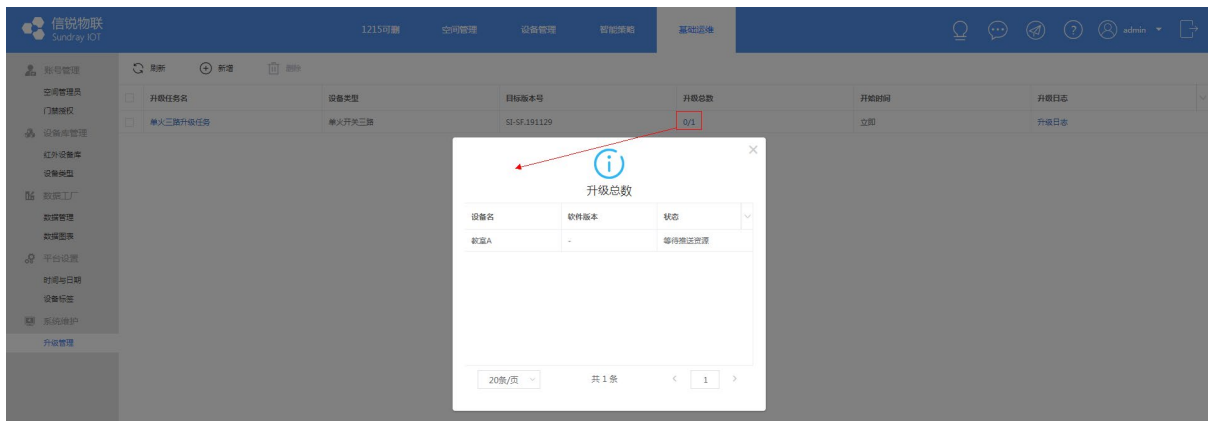 信锐物联
Sundray IOT
1215可删 空间管理 设备管理 智能策略 基础运维
admin
账号管理
空间管理员
门禁授权
设备库管理
红外设备库
设备类型
数据工厂
数据管理
数据图表
平台设置
时间与日期
设备标签
系统维护
升级管理
刷新 新增 删除
升级任务名 设备类型 目标版本号 升级总数 开始时间 升级日志
单火三路升级任务 单火开关三路 SI-SF.191129 0/1 立即 升级日志
升级总数
设备名 软件版本 状态
教室A - 等待推送资源
20条/页 共 1 条 1